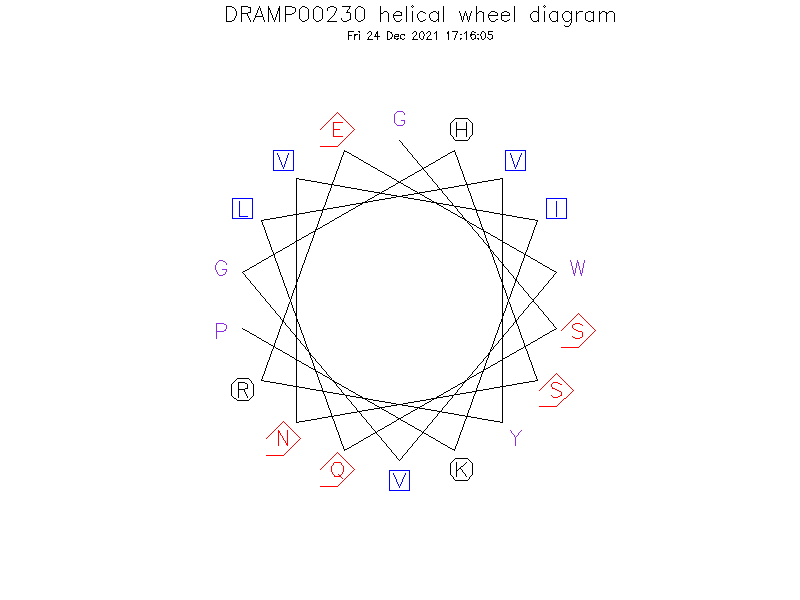 DRAMP00230 helical wheel diagram
Fri 24 Dec 2021 17:16:05
G
E H
V V
L I
G W
P S
R S
N Y
Q K
V